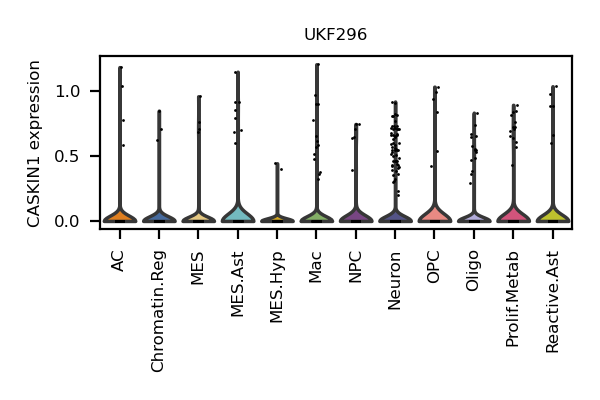 UKF296
CASKIN1 expression
1.0
0.5
0.0
AC
Chromatin.Reg
MES
MES.Ast
MES.Hyp
Mac
NPC
Neuron
OPC
Oligo
Prolif.Metab
Reactive.Ast